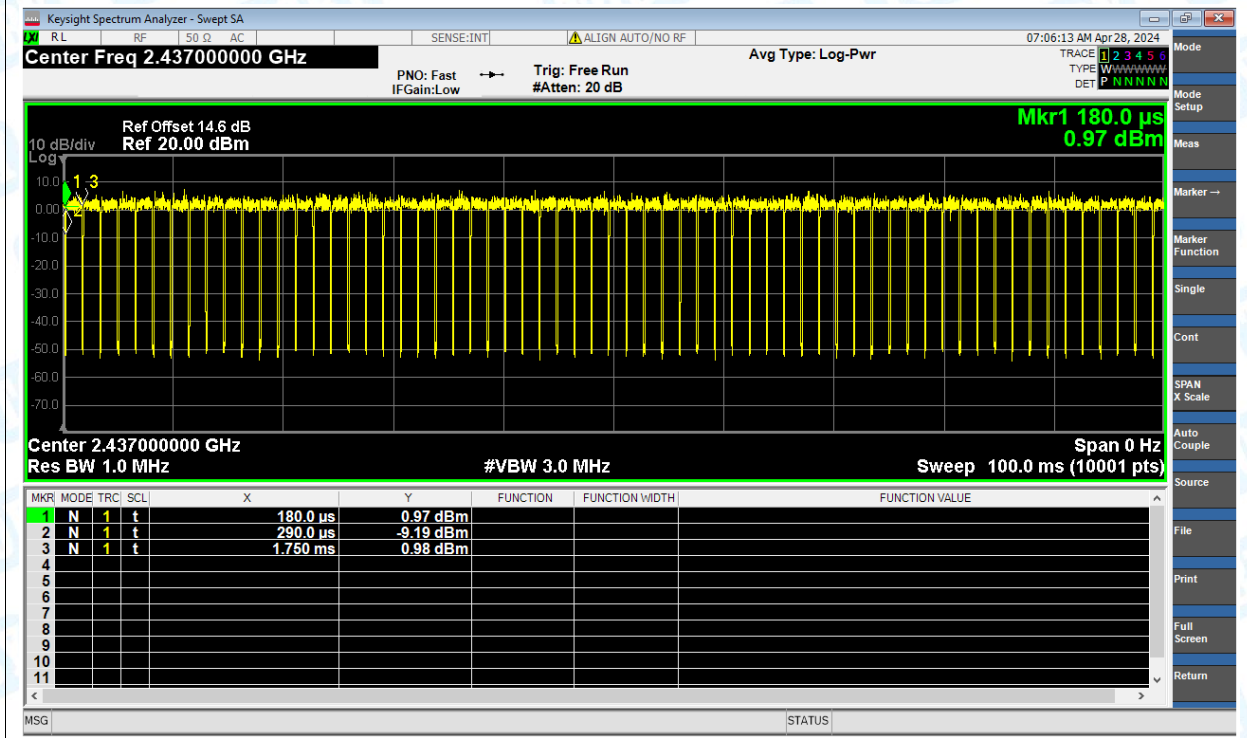 Keysight Spectrum Analyzer - Swept SA
LXI RL RF 50 Ω AC SENSE:INT ALIGN AUTO/NO RF 07:06:13 AM Apr 28, 2024
Center Freq 2.437000000 GHz
Avg Type: Log-Pwr
TRACE 1 2 3 4 5 6
TYPE WWWWWW
DET P N N N N N
PNO: Fast
IFGain:Low
Trig: Free Run
#Atten: 20 dB
Mkr1 180.0 µs
0.97 dBm
Ref Offset 14.6 dB
10 dB/div Ref 20.00 dBm
Log
10.0
0.00
-10.0
-20.0
-30.0
-40.0
-50.0
-60.0
-70.0
1 3
2
Center 2.437000000 GHz Span 0 Hz
Res BW 1.0 MHz #VBW 3.0 MHz Sweep 100.0 ms (10001 pts)
MKR MODE TRC SCL X Y FUNCTION FUNCTION WIDTH FUNCTION VALUE
1 N 1 t 180.0 µs 0.97 dBm
2 N 1 t 290.0 µs -9.19 dBm
3 N 1 t 1.750 ms 0.98 dBm
4
5
6
7
8
9
10
11
MSG STATUS
Mode
Mode
Setup
Meas
Marker →
Marker
Function
Single
Cont
SPAN
X Scale
Auto
Couple
Source
File
Print
Full
Screen
Return